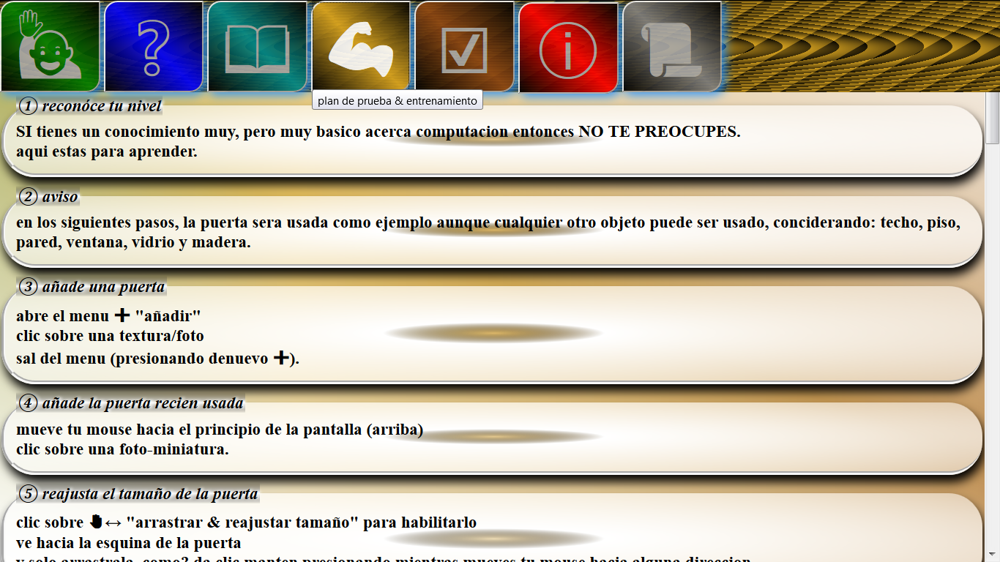 plan de prueba & entrenamiento
① reconóce tu nivel
SI tienes un conocimiento muy, pero muy basico acerca computacion entonces NO TE PREOCUPES.
aqui estas para aprender.
② aviso
en los siguientes pasos, la puerta sera usada como ejemplo aunque cualquier otro objeto puede ser usado, conciderando: techo, piso,
pared, ventana, vidrio y madera.
③ añade una puerta
abre el menu ➕ "añadir"
clic sobre una textura/foto
sal del menu (presionando denuevo ➕).
④ añade la puerta recien usada
mueve tu mouse hacia el principio de la pantalla (arriba)
clic sobre una foto-miniatura.
⑤ reajusta el tamaño de la puerta
clic sobre ✋↔ "arrastrar & reajustar tamaño" para habilitarlo
ve hacia la esquina de la puerta
y solo arrastrala, como? da clic manten presionando mientras mueves tu mouse hacia alguna direccion